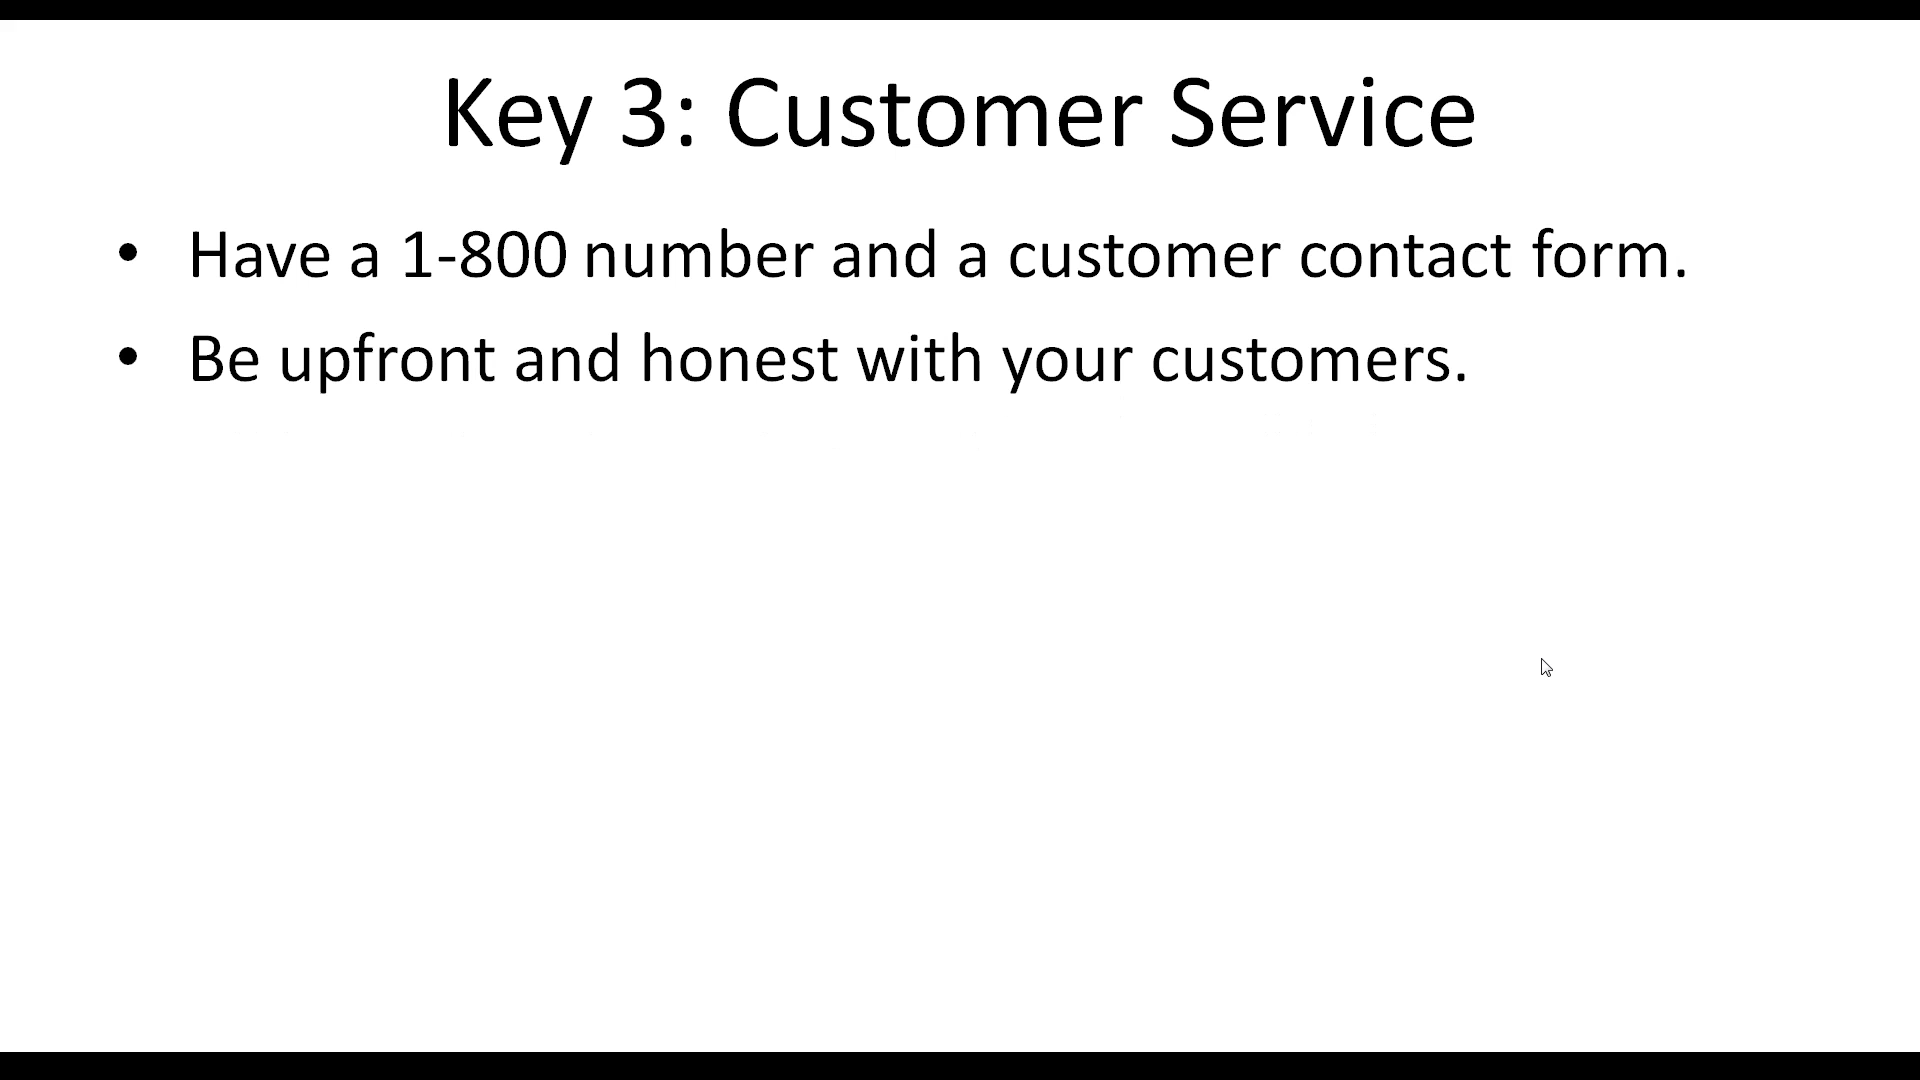 Key 3: Customer Service
• Have a 1-800 number and a customer contact form.
• Be upfront and honest with your customers.